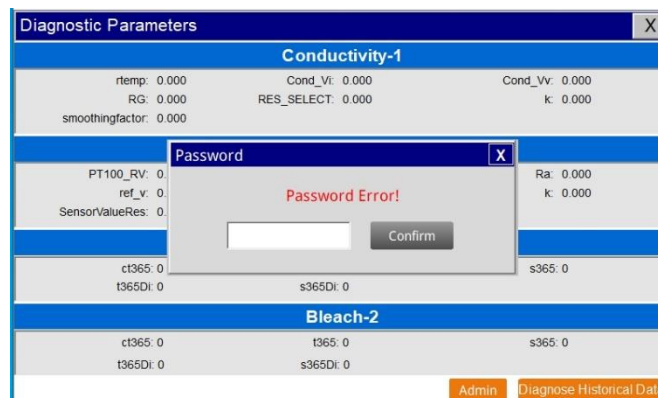 Diagnostic Parameters X
Conductivity-1
rtemp: 0.000 Cond_Vi: 0.000 Cond_Vv: 0.000
RG: 0.000 RES_SELECT: 0.000 k: 0.000
smoothingfactor: 0.000
Password X
PT100_RV: 0. Ra: 0.000
ref_v: 0. Password Error! k: 0.000
SensorValueRes: 0.
Confirm
ct365: 0 s365: 0
t365Di: 0 s365Di: 0
Bleach-2
ct365: 0 t365: 0 s365: 0
t365Di: 0 s365Di: 0
Admin Diagnose Historical Dat